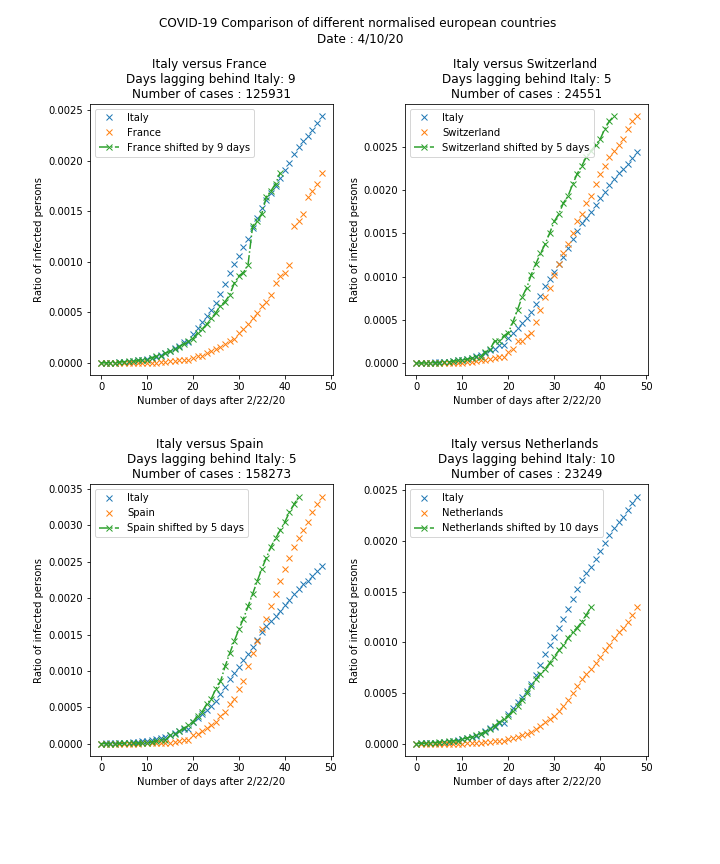 COVID-19 Comparison of different normalised european countries
Date : 4/10/20
Italy versus France
Days lagging behind Italy: 9
Number of cases : 125931
0.0025
0.0020
0.0015
0.0010
0.0005
0.0000
Ratio of infected persons
Italy
France
France shifted by 9 days
0 10 20 30 40 50
Number of days after 2/22/20
Italy versus Switzerland
Days lagging behind Italy: 5
Number of cases : 24551
0.0025
0.0020
0.0015
0.0010
0.0005
0.0000
Ratio of infected persons
Italy
Switzerland
Switzerland shifted by 5 days
0 10 20 30 40 50
Number of days after 2/22/20
Italy versus Spain
Days lagging behind Italy: 5
Number of cases : 158273
0.0035
0.0030
0.0025
0.0020
0.0015
0.0010
0.0005
0.0000
Ratio of infected persons
Italy
Spain
Spain shifted by 5 days
0 10 20 30 40 50
Number of days after 2/22/20
Italy versus Netherlands
Days lagging behind Italy: 10
Number of cases : 23249
0.0025
0.0020
0.0015
0.0010
0.0005
0.0000
Ratio of infected persons
Italy
Netherlands
Netherlands shifted by 10 days
0 10 20 30 40 50
Number of days after 2/22/20